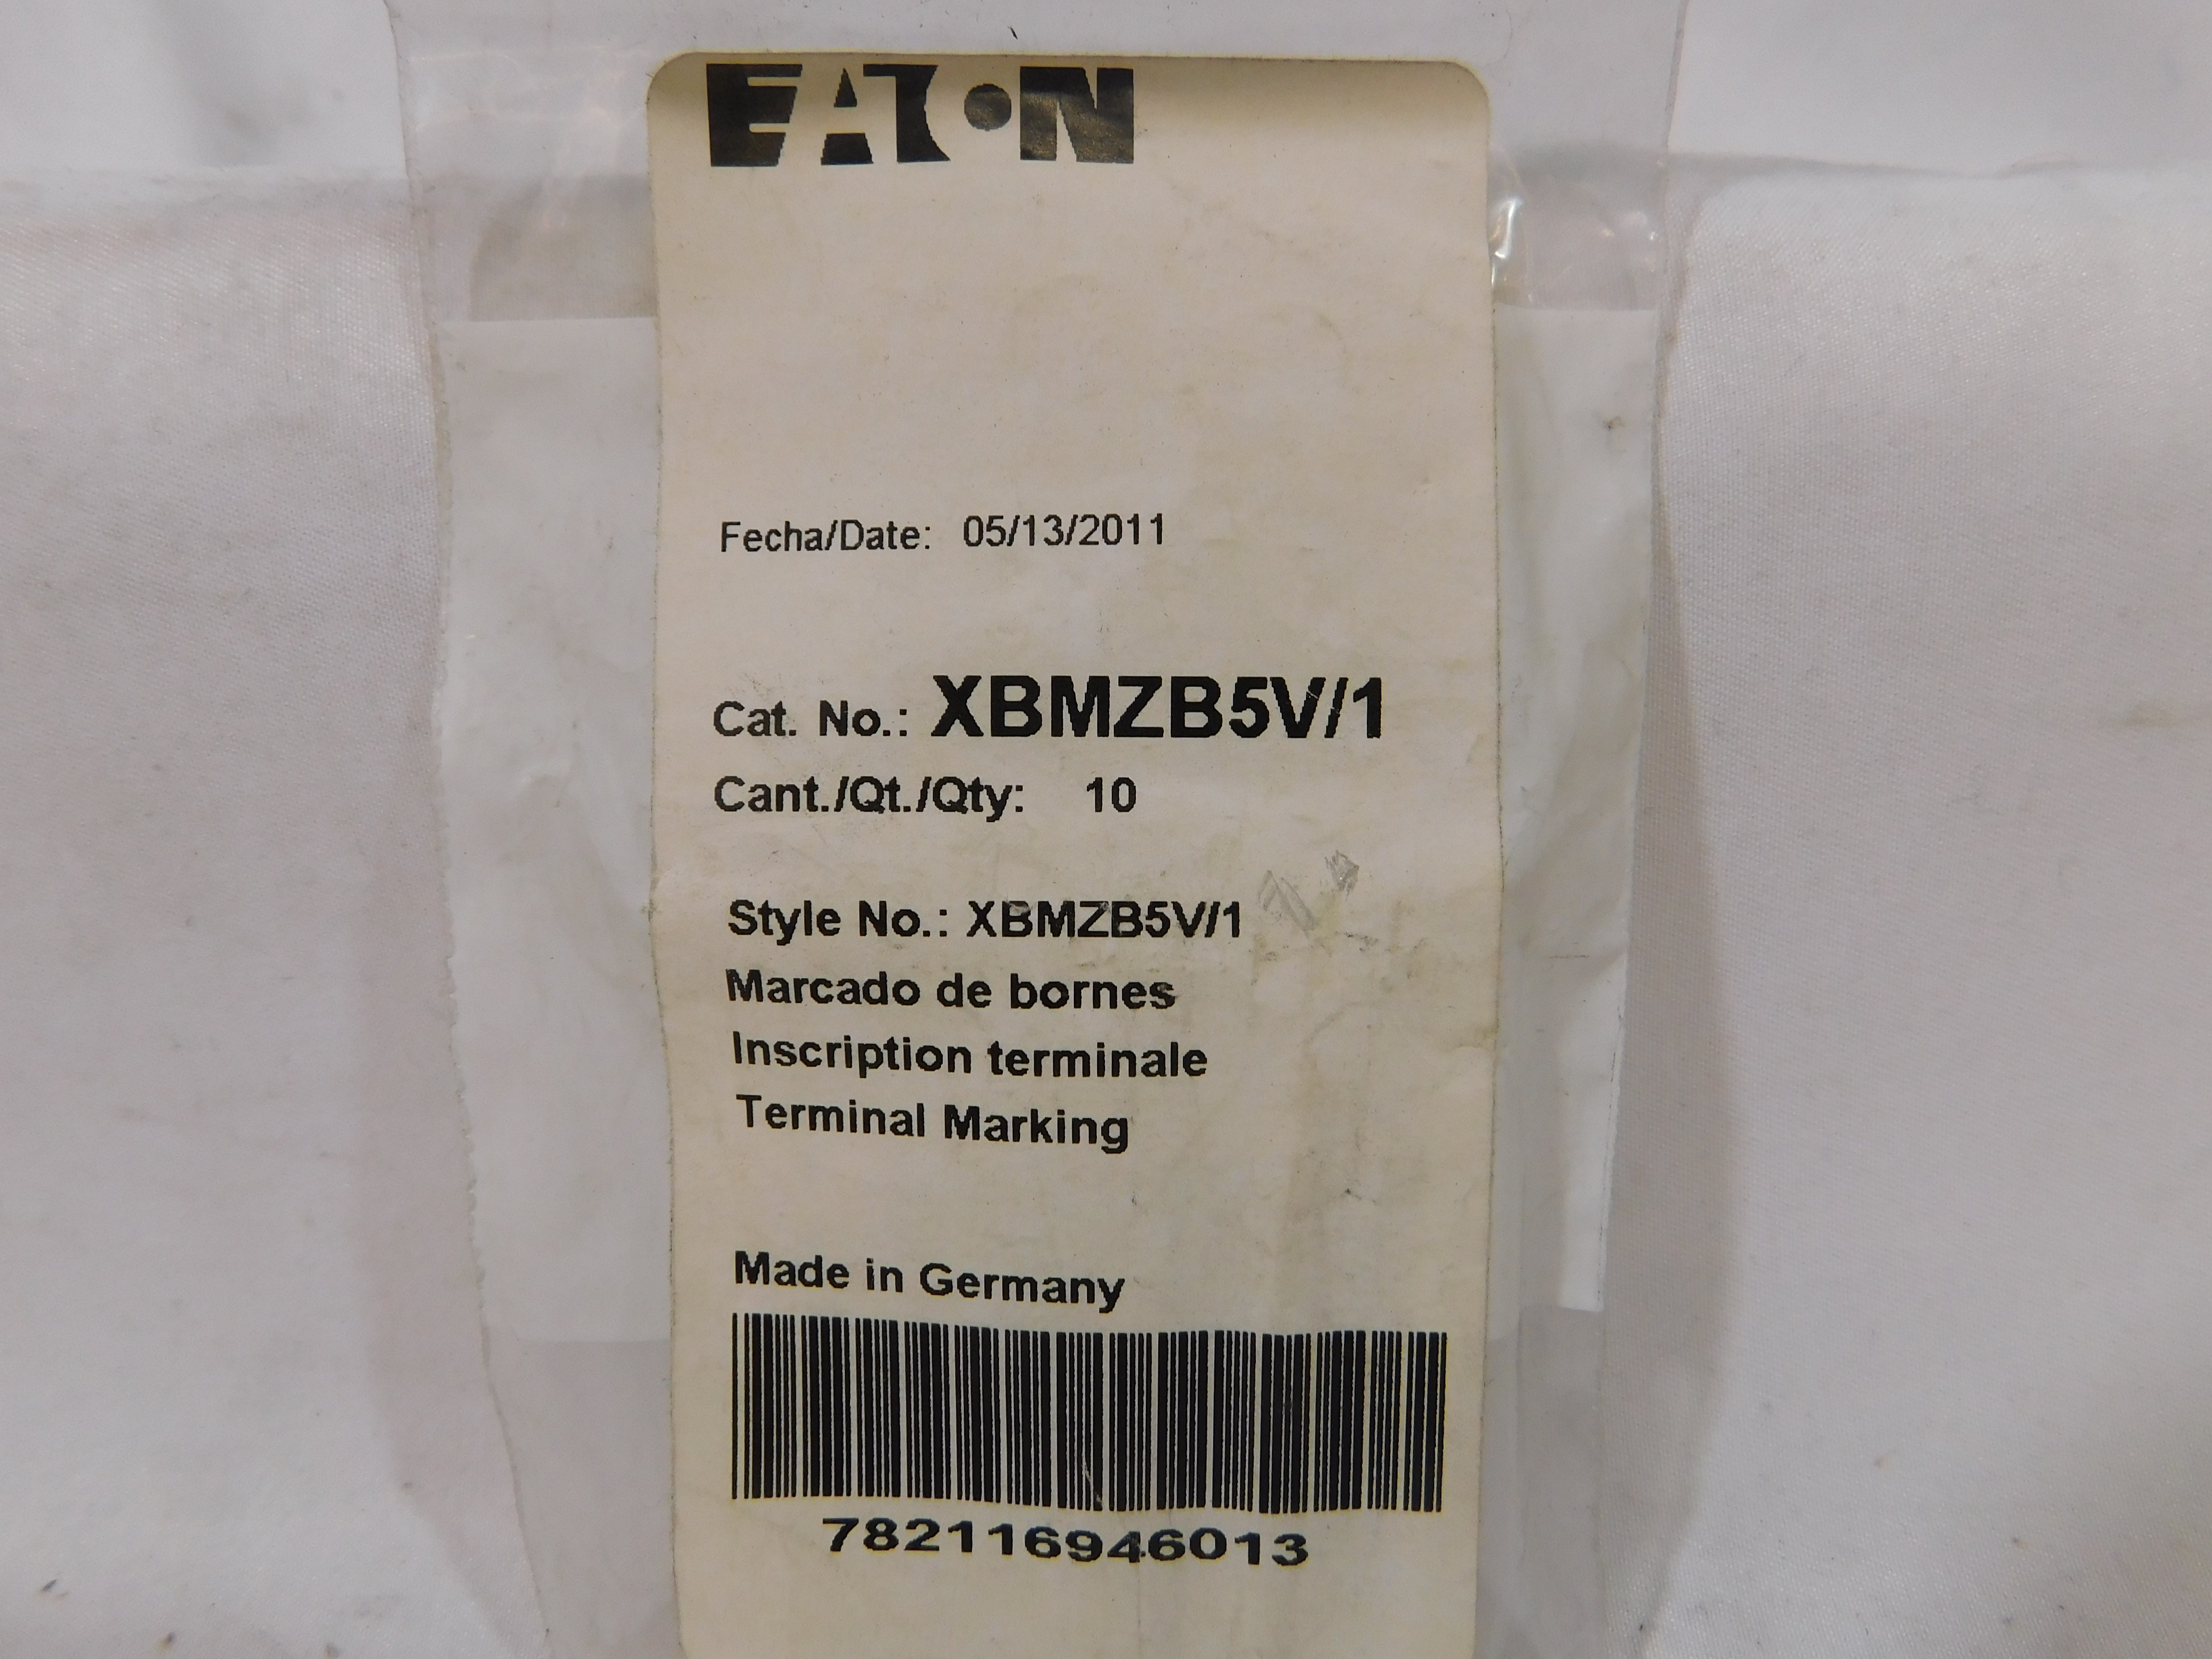 EATON
Fecha/Date: 05/13/2011
Cat. No.: XBMZB5V/1
Cant./Qt./Qty: 10
Style No.: XBMZB5V/1
Marcado de bornes
Inscription terminale
Terminal Marking
Made in Germany
782116946013